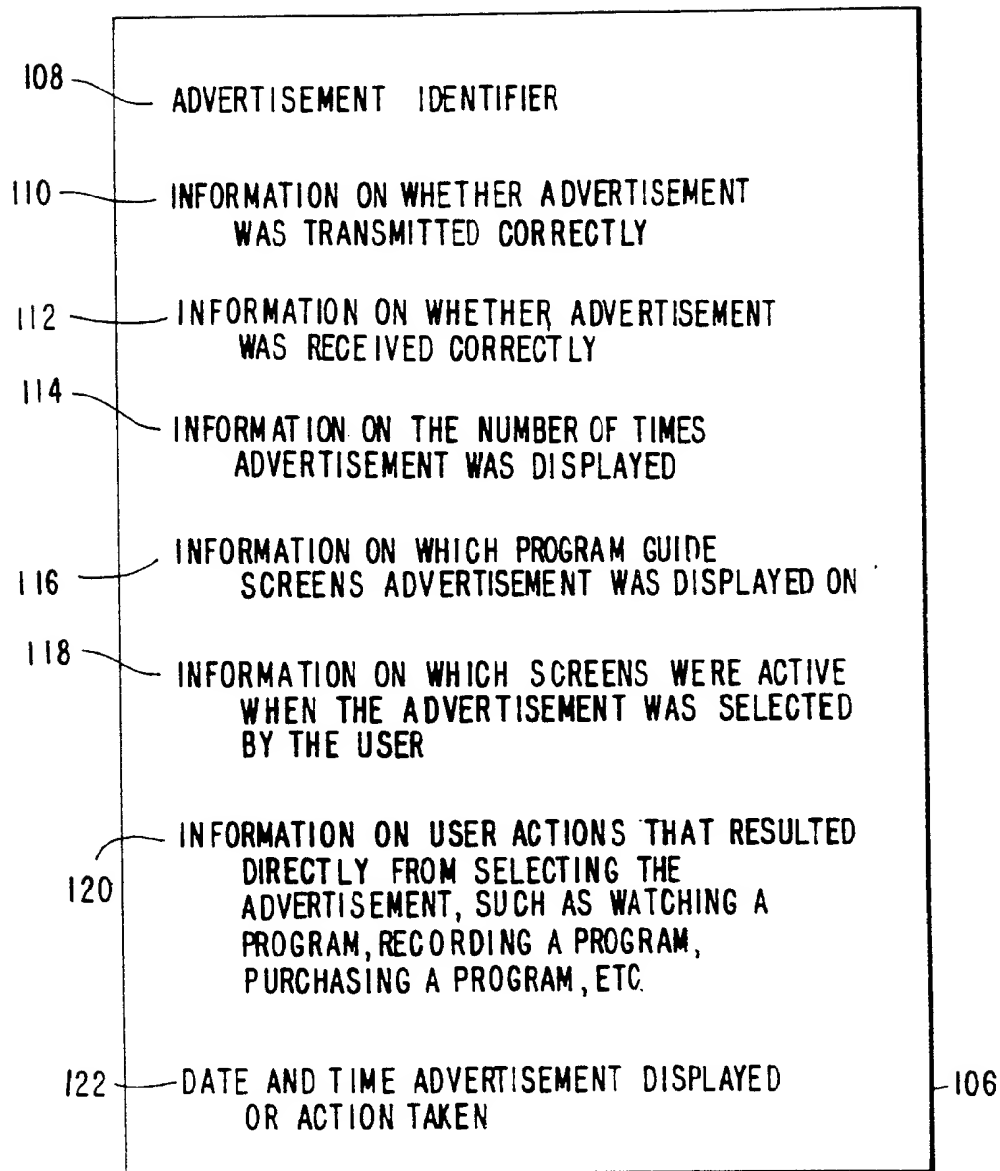 108
ADVERTISEMENT IDENTIFIER
110
INFORMATION ON WHETHER ADVERTISEMENT
WAS TRANSMITTED CORRECTLY
112
INFORMATION ON WHETHER ADVERTISEMENT
WAS RECEIVED CORRECTLY
114
INFORMATION ON THE NUMBER OF TIMES
ADVERTISEMENT WAS DISPLAYED
116
INFORMATION ON WHICH PROGRAM GUIDE
SCREENS ADVERTISEMENT WAS DISPLAYED ON
118
INFORMATION ON WHICH SCREENS WERE ACTIVE
WHEN THE ADVERTISEMENT WAS SELECTED
BY THE USER
120
INFORMATION ON USER ACTIONS THAT RESULTED
DIRECTLY FROM SELECTING THE
ADVERTISEMENT, SUCH AS WATCHING A
PROGRAM, RECORDING A PROGRAM,
PURCHASING A PROGRAM, ETC.
122
DATE AND TIME ADVERTISEMENT DISPLAYED
OR ACTION TAKEN
106